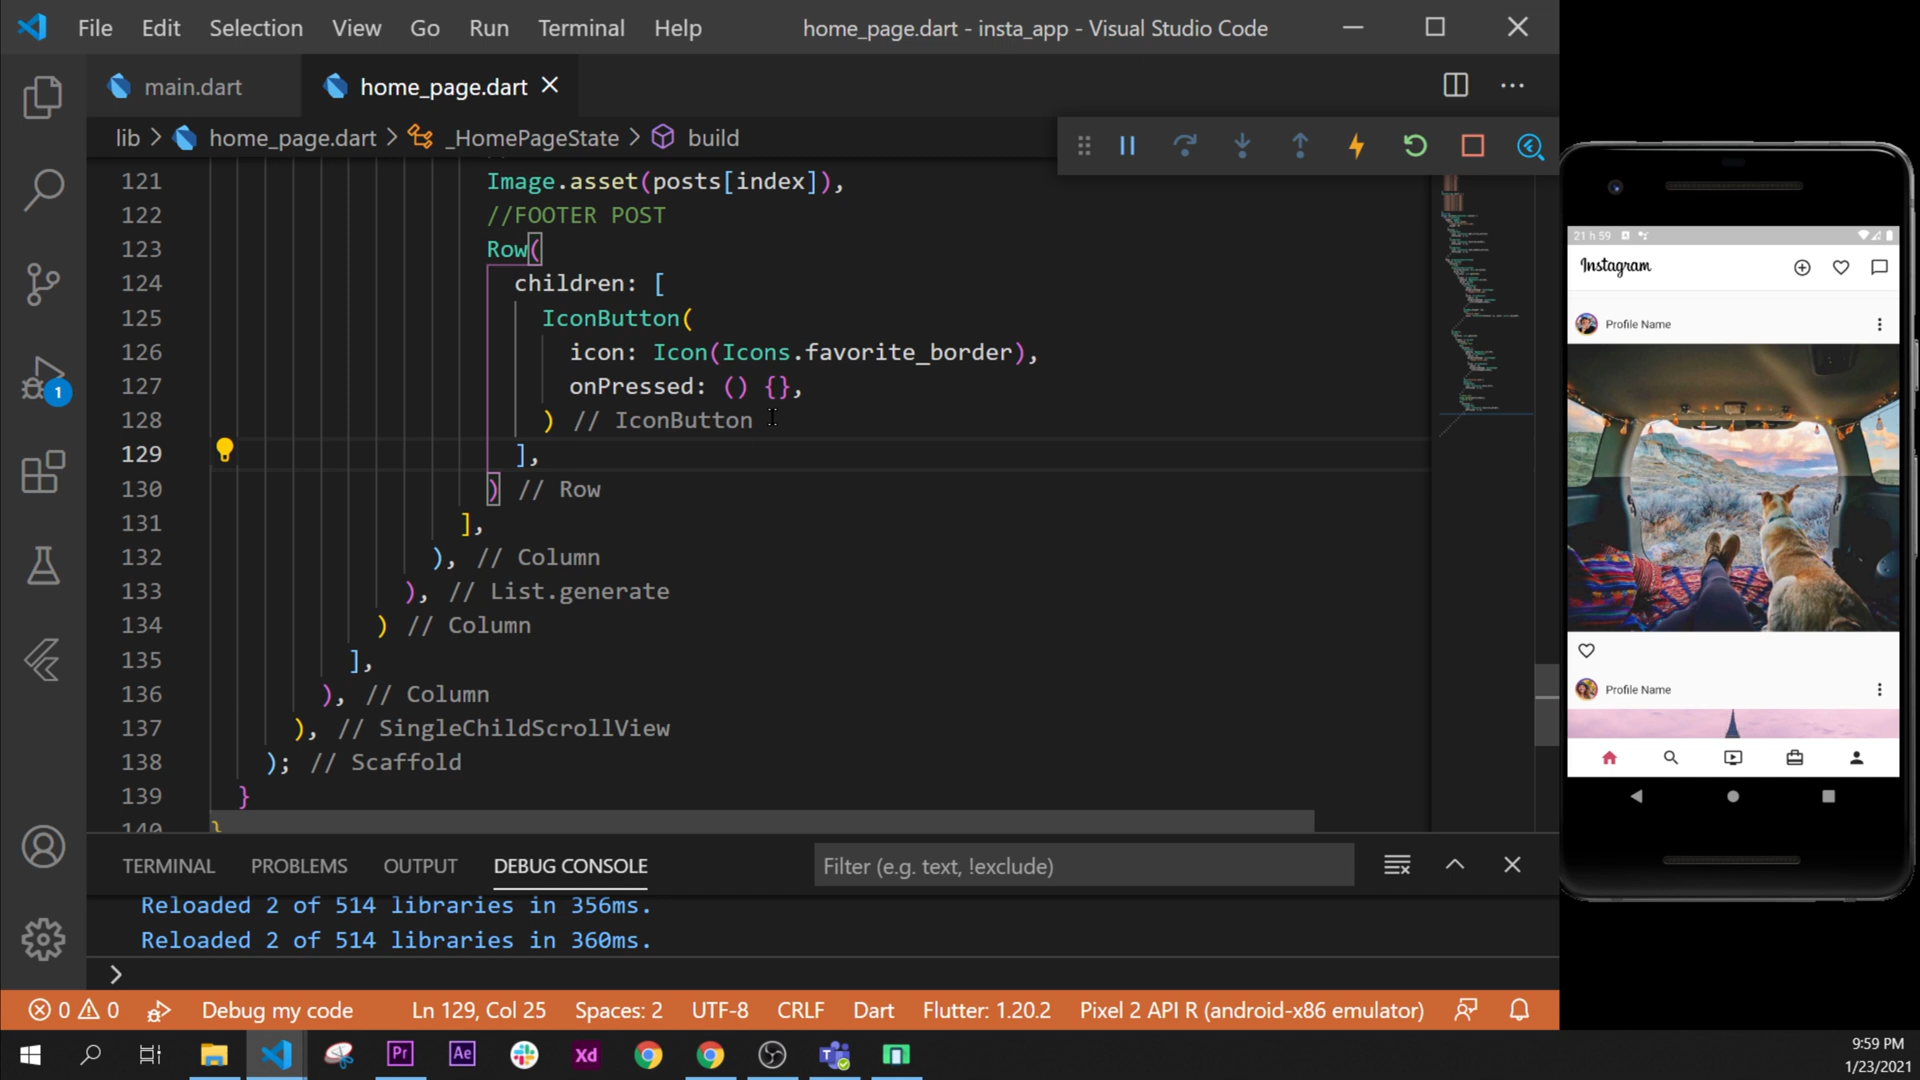 File Edit Selection View Go Run Terminal Help home_page.dart - insta_app - Visual Studio Code
main.dart home_page.dart
lib > home_page.dart > _HomePageState > build
121 Image.asset(posts[index]),
122 //FOOTER POST
123 Row(
124 children: [
125 IconButton(
126 icon: Icon(Icons.favorite_border),
127 onPressed: () {},
128 ) // IconButton
129 ],
130 ) // Row
131 ],
132 ), // Column
133 ), // List.generate
134 ) // Column
135 ],
136 ), // Column
137 ), // SingleChildScrollView
138 ); // Scaffold
139 }
140 }
TERMINAL PROBLEMS OUTPUT DEBUG CONSOLE Filter (e.g. text, !exclude)
Reloaded 2 of 514 libraries in 356ms.
Reloaded 2 of 514 libraries in 360ms.
>
0 0 Debug my code Ln 129, Col 25 Spaces: 2 UTF-8 CRLF Dart Flutter: 1.20.2 Pixel 2 API R (android-x86 emulator)
1
21 h 59
Instagram
Profile Name
Profile Name
Pr Ae Xd
9:59 PM
1/23/2021